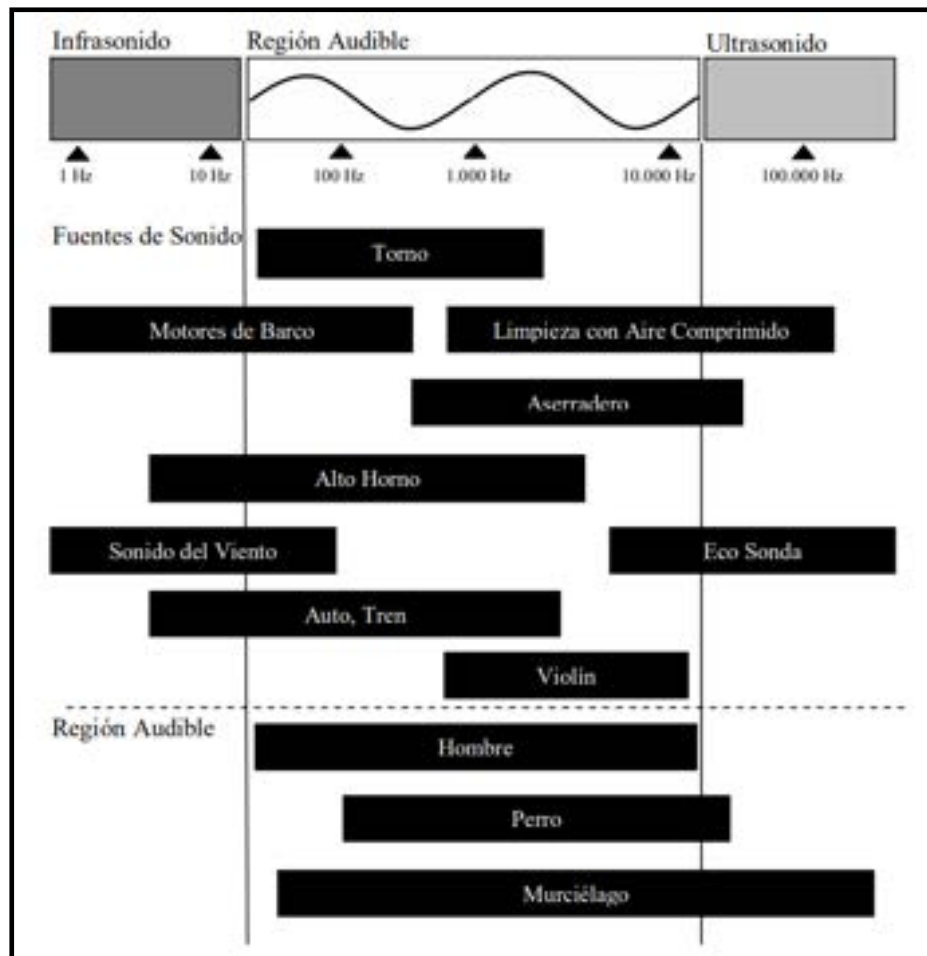 Infrasonido Región Audible Ultrasonido
1 Hz 10 Hz 100 Hz 1.000 Hz 10.000 Hz 100.000 Hz
Fuentes de Sonido
Torno
Motores de Barco Limpieza con Aire Comprimido
Aserradero
Alto Horno
Sonido del Viento Eco Sonda
Auto, Tren
Violín
Región Audible
Hombre
Perro
Murciélago